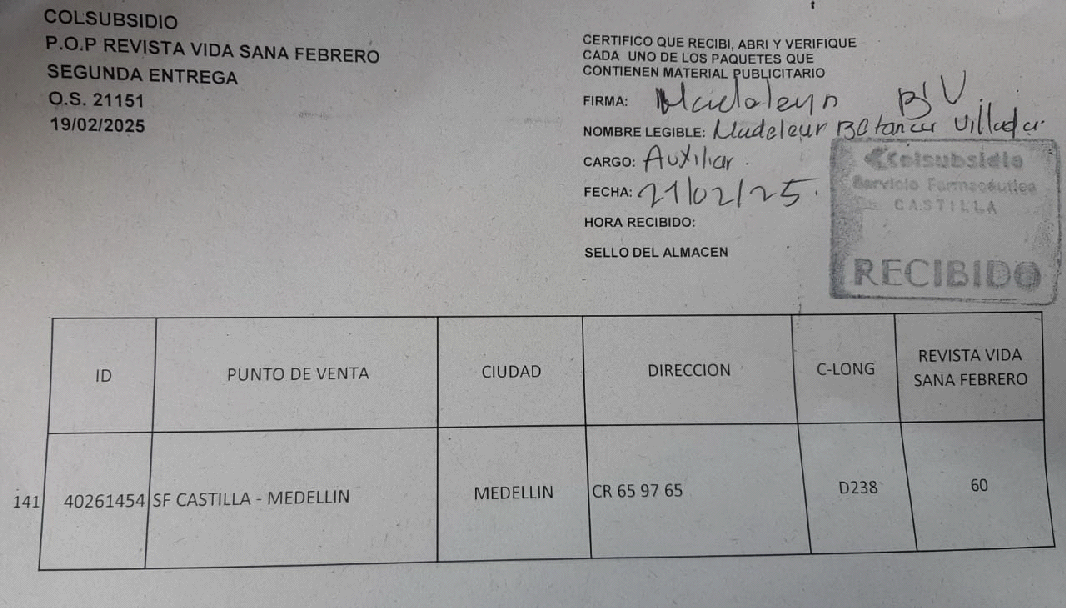 COLSUBSIDIO
P.O.P REVISTA VIDA SANA FEBRERO
SEGUNDA ENTREGA
O.S. 21151
19/02/2025
CERTIFICO QUE RECIBI, ABRI Y VERIFIQUE
CADA UNO DE LOS PAQUETES QUE
CONTIENEN MATERIAL PUBLICITARIO
FIRMA: B V
NOMBRE LEGIBLE:
CARGO: Auxiliar
FECHA: 21/02/25.
HORA RECIBIDO:
SELLO DEL ALMACEN
Colsubsidio
Servicio Farmacéutico
CASTILLA
RECIBIDO
ID PUNTO DE VENTA CIUDAD DIRECCION C-LONG REVISTA VIDA
SANA FEBRERO
141 40261454 SF CASTILLA - MEDELLIN MEDELLIN CR 65 97 65 D238 60